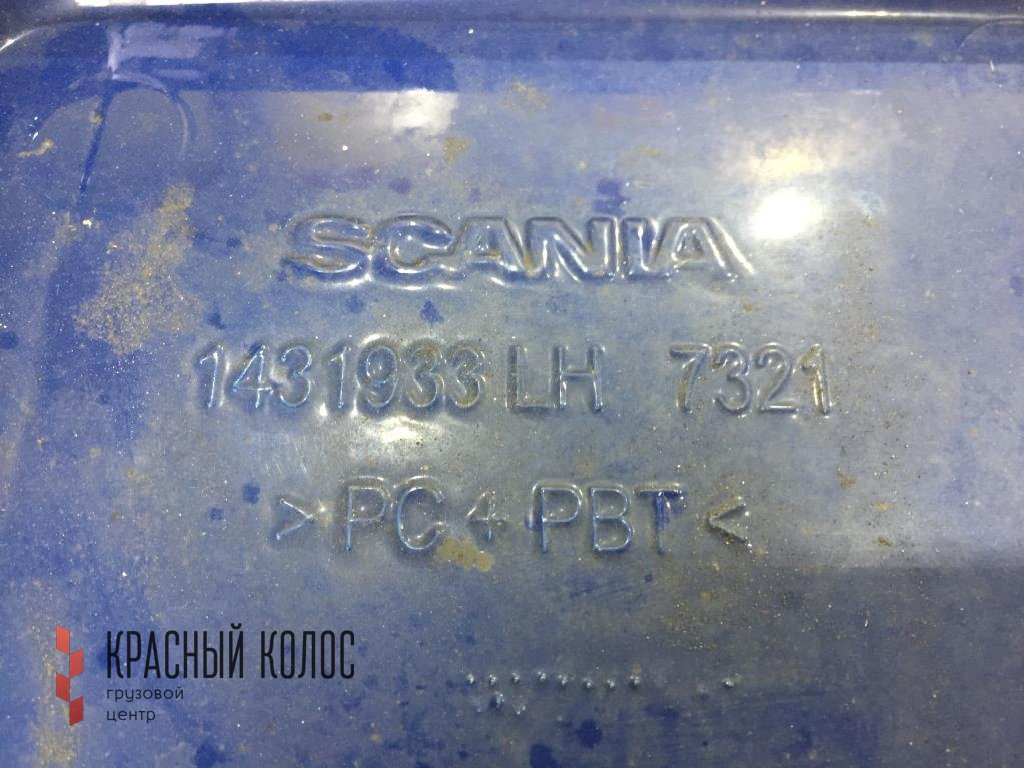 SCANIA
1431933 LH 7321
>PC+PBT<
КРАСНЫЙ КОЛОС
грузовой
центр